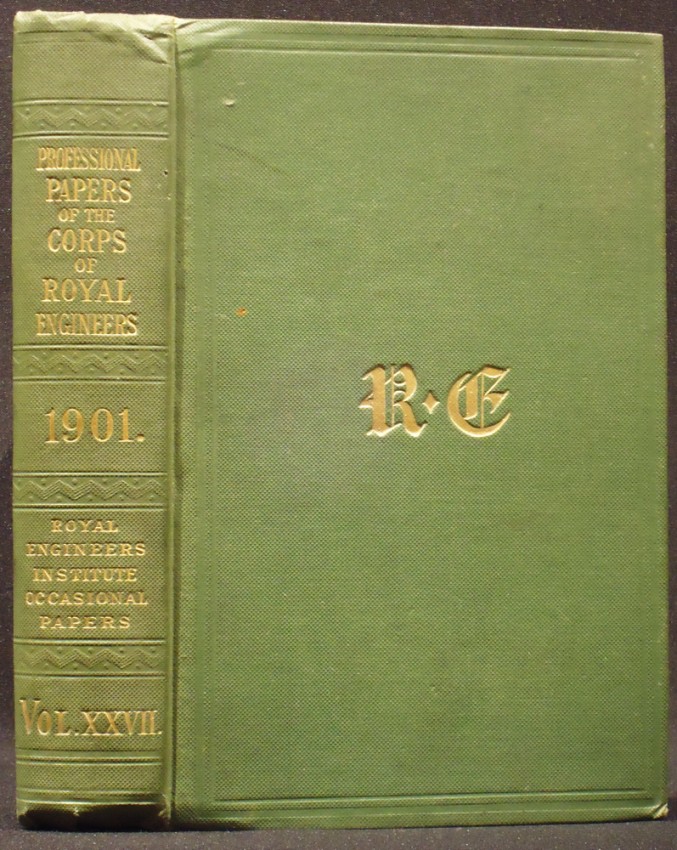 PROFESSIONAL
PAPERS
OF THE
CORPS
OF
ROYAL
ENGINEERS
1901.
ROYAL
ENGINEERS
INSTITUTE
OCCASIONAL
PAPERS
VOL. XXVII.
R·E